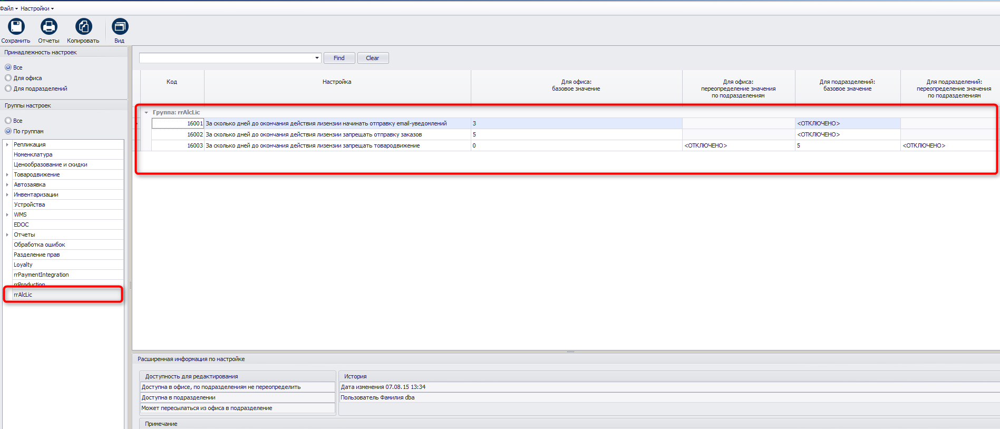 Файл Настройки
Сохранить Отчеты Копировать Вид
Принадлежность настроек
Все
Для офиса
Для подразделений
Группы настроек
Все
По группам
Репликация
Номенклатура
Ценообразование и скидки
Товародвижение
Автозаявка
Инвентаризации
Устройства
WMS
EDOC
Отчеты
Обработка ошибок
Разделение прав
Loyalty
rrPaymentIntegration
rrProduction
rrAlcLic
Find Clear
Код
Настройка
Для офиса:
базовое значение
Для офиса:
переопределение значения
по подразделениям
Для подразделений:
базовое значение
Для подразделений:
переопределение значения
по подразделениям
Группа: rrAlcLic
16001 За сколько дней до окончания действия лизензии начинать отправку email-уведомлений 3 <ОТКЛЮЧЕНО>
16002 За сколько дней до окончания действия лизензии запрещать отправку заказов 5 <ОТКЛЮЧЕНО>
16003 За сколько дней до окончания действия лизензии запрещать товародвижение 0 <ОТКЛЮЧЕНО> 5 <ОТКЛЮЧЕНО>
Расширенная информация по настройке
Доступность для редактирования
Доступна в офисе, по подразделениям не переопределить
Доступна в подразделении
Может пересылаться из офиса в подразделение
История
Дата изменения 07.08.15 13:34
Пользователь Фамилия dba
Примечание